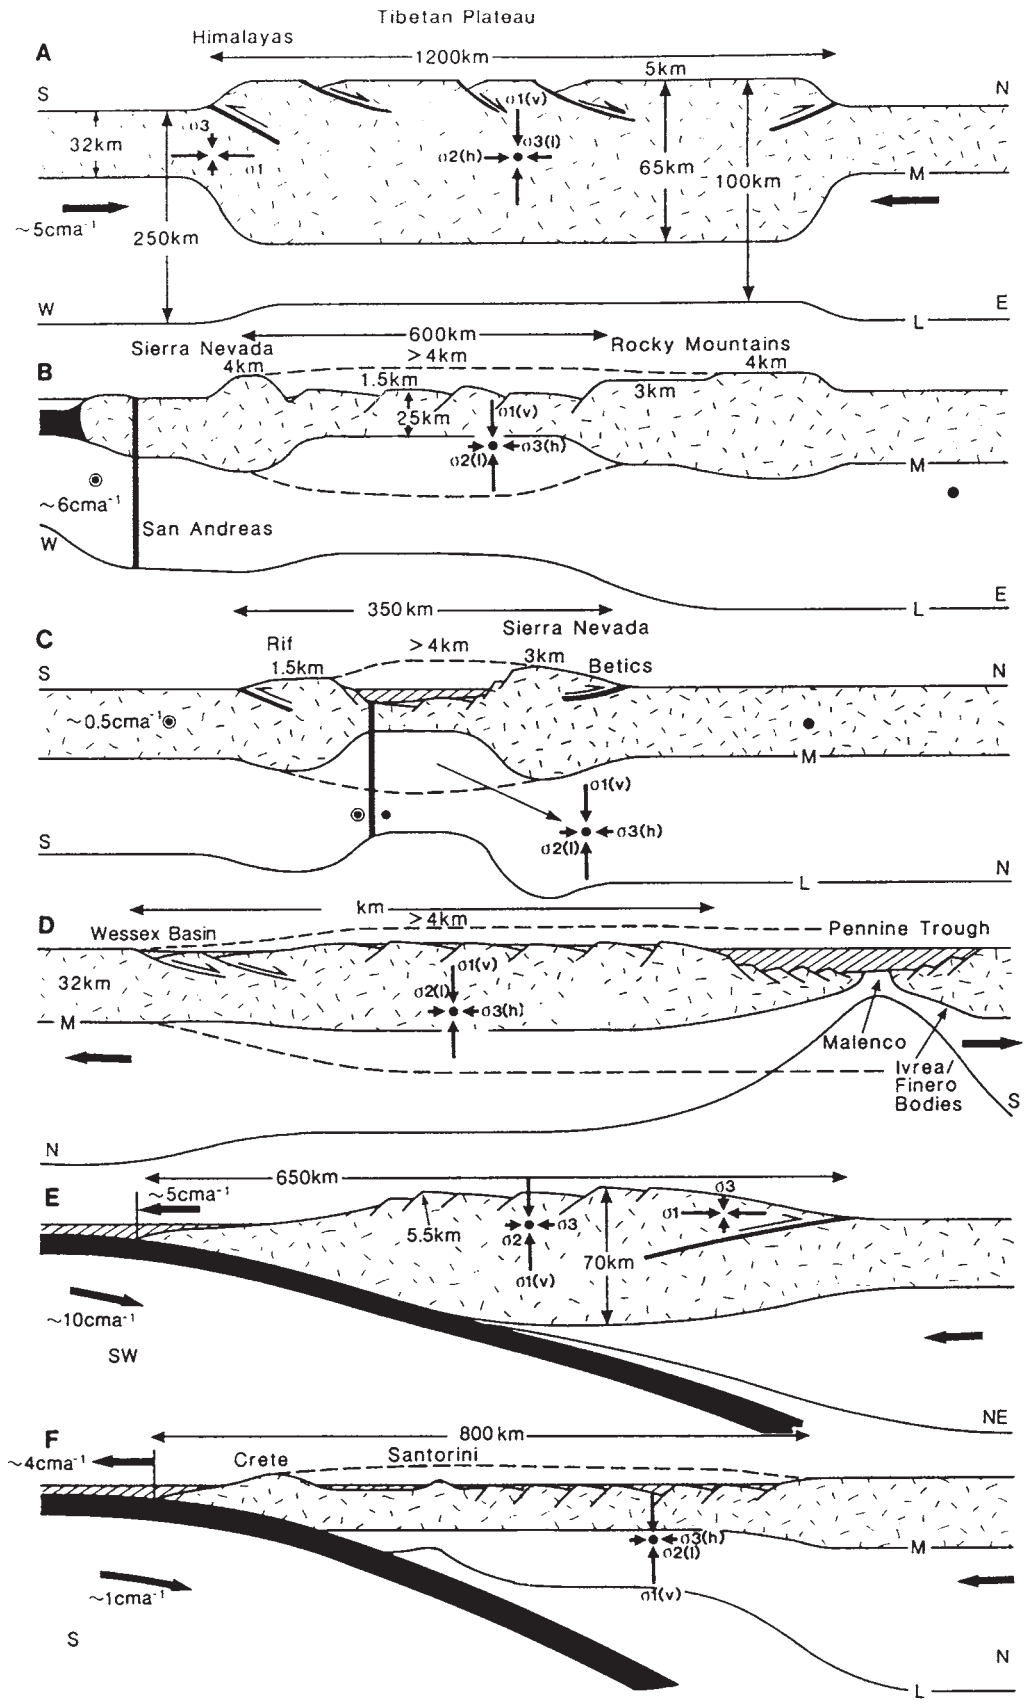 Tibetan Plateau
Himalayas
A
1200km
5km
S
N
σ1(v)
σ3
σ3(l)
32km
σ2(h)
σ1
65km
100km
M
~5cma⁻¹
250km
W
E
L
600km
Sierra Nevada
Rocky Mountains
>4km
B
4km
4km
1.5km
3km
σ1(v)
25km
σ3(h)
σ2(l)
M
~6cma⁻¹
San Andreas
W
E
L
350km
C
Sierra Nevada
Rif
>4km
3km
1.5km
Betics
S
N
~0.5cma⁻¹
M
σ1(v)
σ3(h)
S
σ2(l)
N
L
km
D
>4km
Wessex Basin
Pennine Trough
σ1(v)
32km
σ2(l)
σ3(h)
M
Malenco
Ivrea/
Finero
Bodies
S
N
650km
E
~5cma⁻¹
σ3
σ1
5.5km
σ2
σ3
70km
σ1(v)
~10cma⁻¹
SW
NE
800km
F
Santorini
~4cma⁻¹
Crete
σ3(h)
M
σ2(l)
~1cma⁻¹
σ1(v)
S
N
L